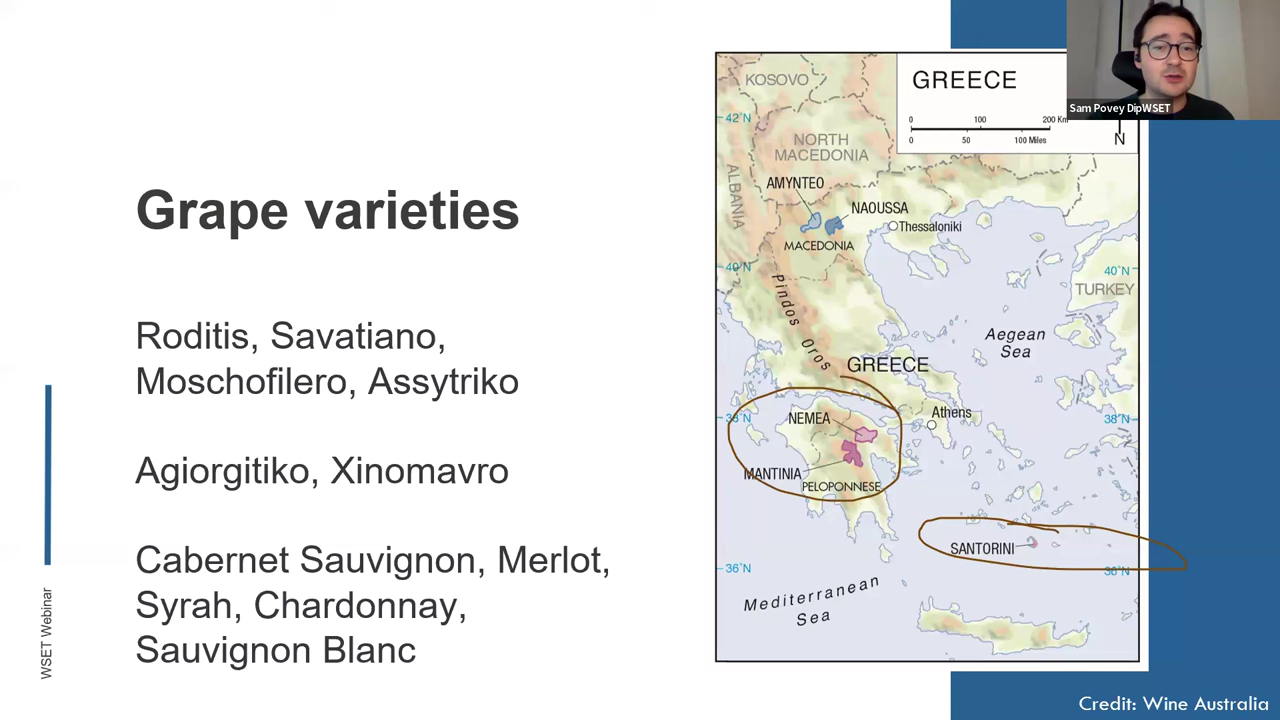 Grape varieties
Roditis, Savatiano,
Moschofilero, Assytriko
Agiorgitiko, Xinomavro
Cabernet Sauvignon, Merlot,
Syrah, Chardonnay,
Sauvignon Blanc
WSET Webinar
Sam Povey DipWSET
GREECE
0 100 200 Km
0 50 100 Miles
N
KOSOVO
42°N
NORTH
MACEDONIA
ALBANIA
AMYNTEO
NAOUSSA
Thessaloniki
MACEDONIA
40°N
40°N
TURKEY
Pindos Oros
Aegean
Sea
GREECE
Athens
38°N
38°N
NEMEA
MANTINIA
PELOPONNESE
SANTORINI
36°N
36°N
Mediterranean
Sea
Credit: Wine Australia